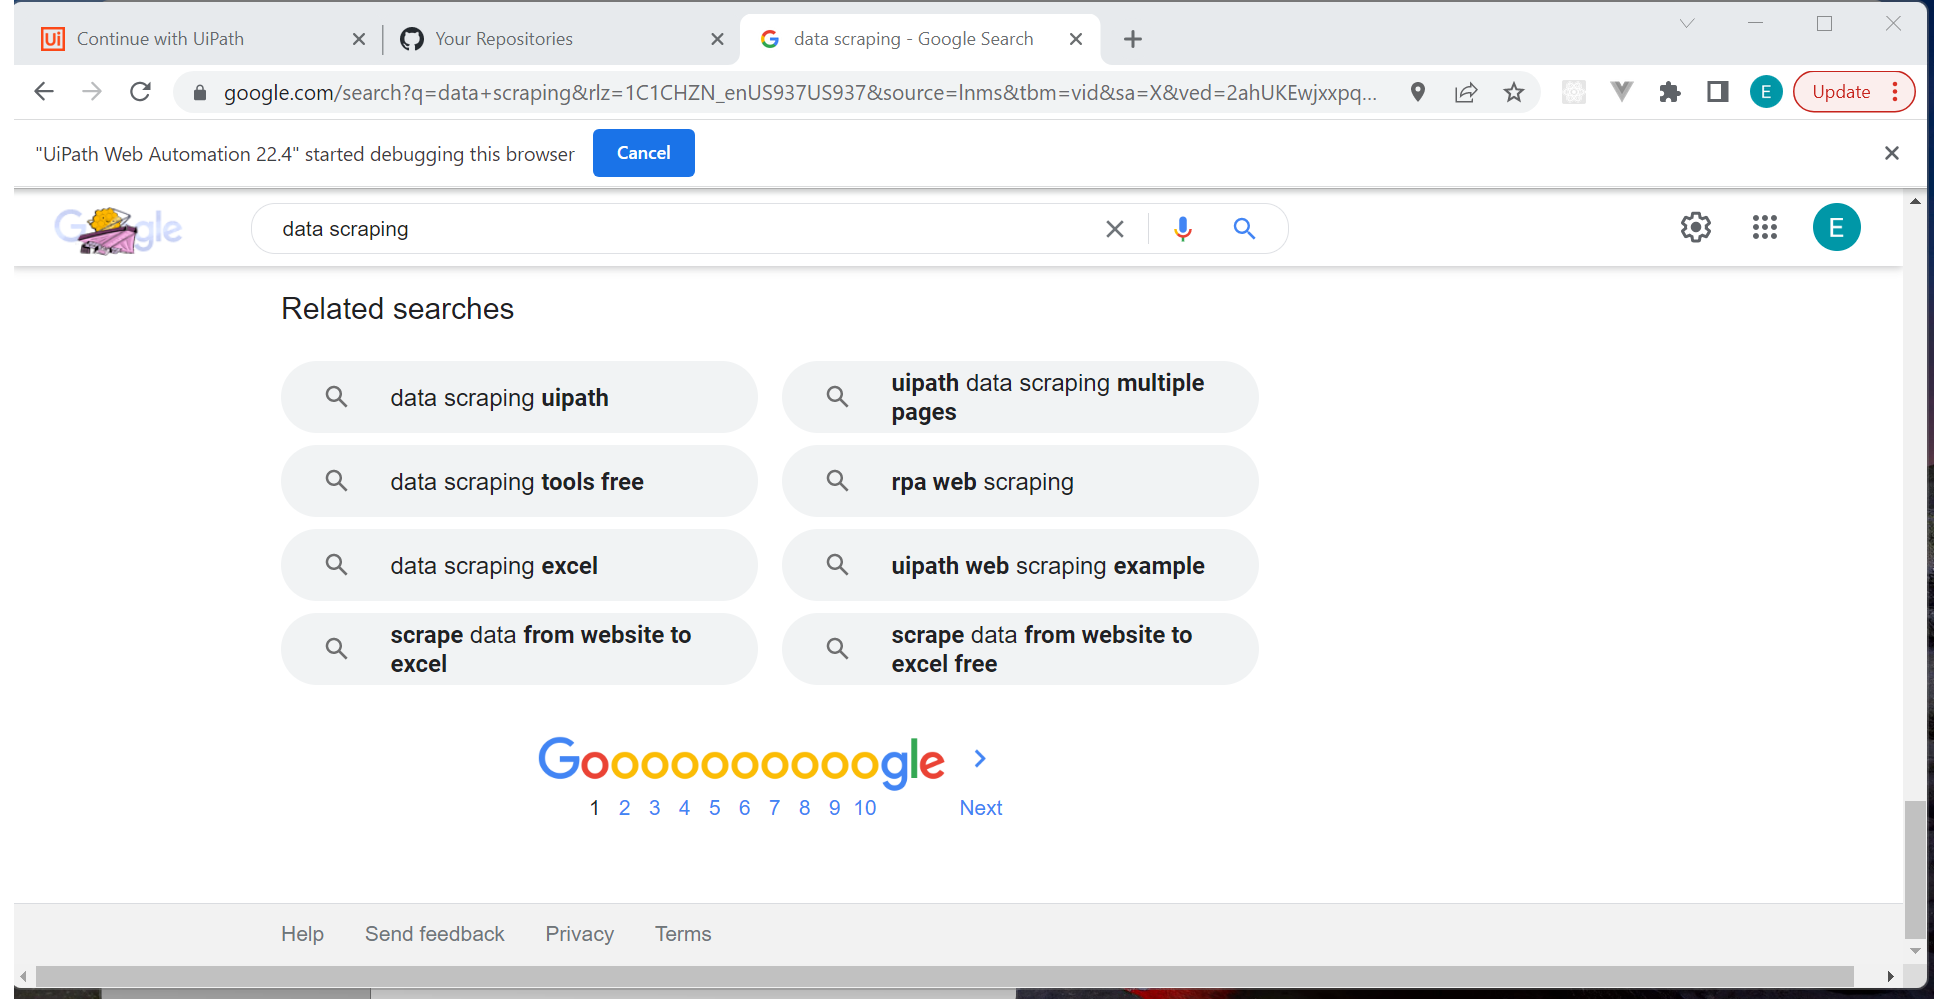 Ui Continue with UiPath
Your Repositories
data scraping - Google Search
google.com/search?q=data+scraping&rlz=1C1CHZN_enUS937US937&source=lnms&tbm=vid&sa=X&ved=2ahUKEwjxxpq...
E
Update
"UiPath Web Automation 22.4" started debugging this browser
Cancel
Google
data scraping
E
Related searches
data scraping uipath
uipath data scraping multiple
pages
data scraping tools free
rpa web scraping
data scraping excel
uipath web scraping example
scrape data from website to
excel
scrape data from website to
excel free
Goooooooooogle
1 2 3 4 5 6 7 8 9 10 Next
Help Send feedback Privacy Terms